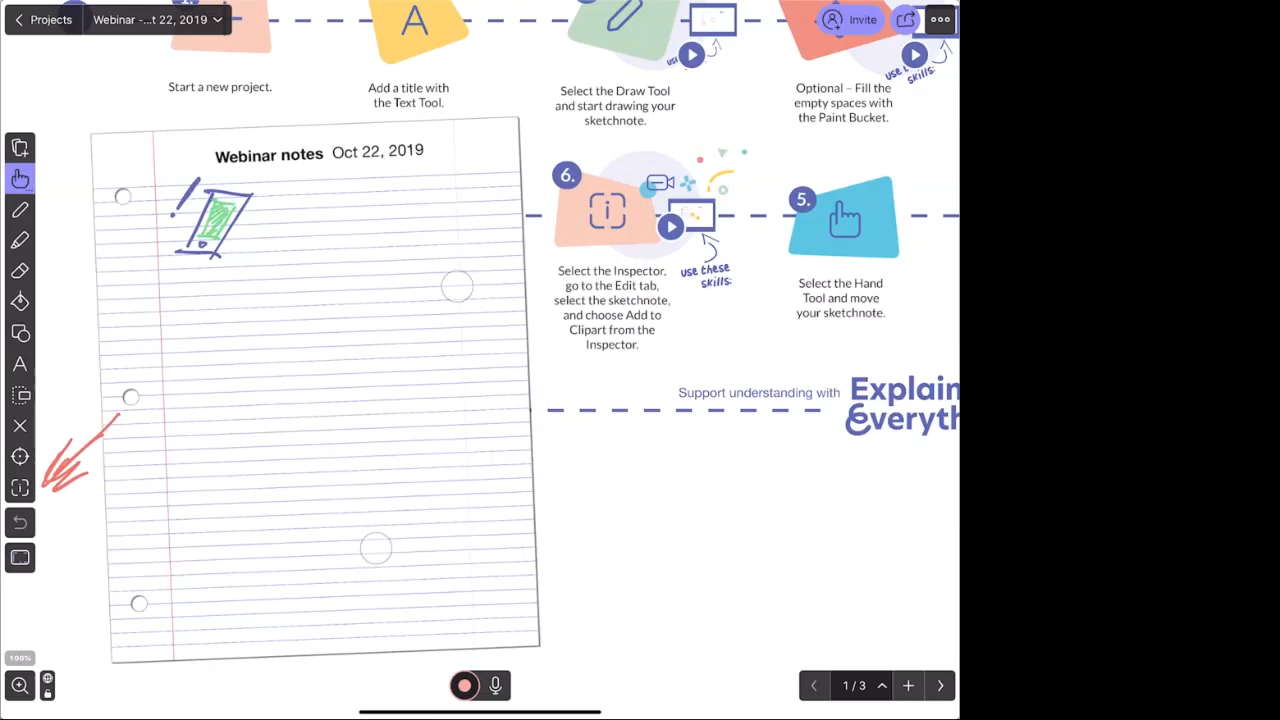 Projects
Webinar -...t 22, 2019
Invite
A
use these
skills:
Start a new project.
Add a title with
the Text Tool.
Select the Draw Tool
and start drawing your
sketchnote.
Optional – Fill the
empty spaces with
the Paint Bucket.
Webinar notes Oct 22, 2019
6.
use these
skills:
Select the Inspector,
go to the Edit tab,
select the sketchnote,
and choose Add to
Clipart from the
Inspector.
5.
Select the Hand
Tool and move
your sketchnote.
Support understanding with
Explain
Everyth
A
100%
1/3